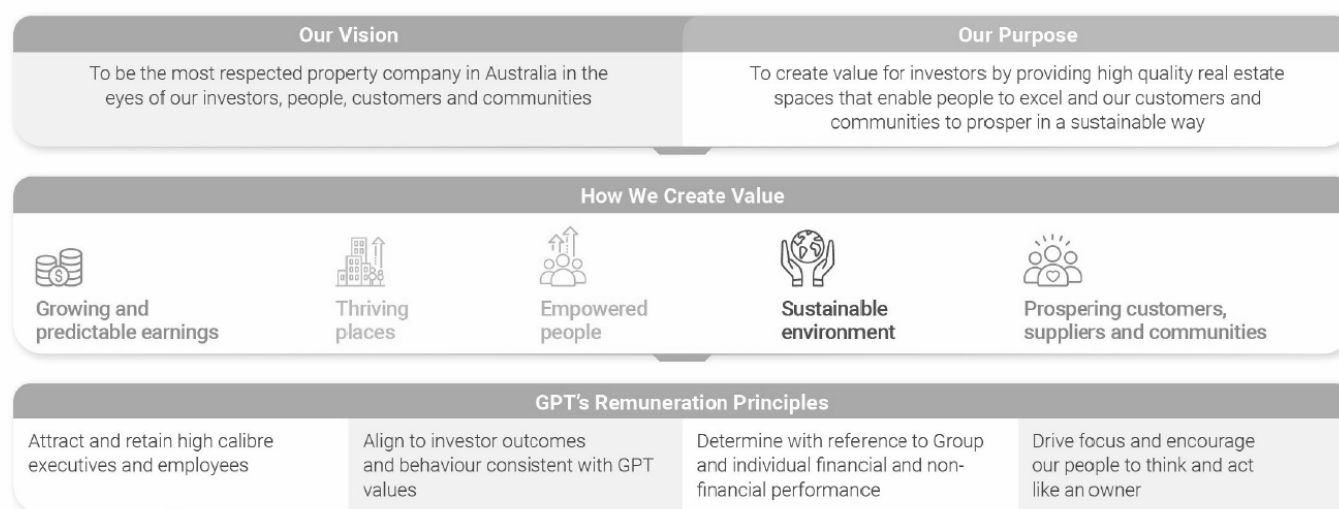 Our Vision
To be the most respected property company in Australia in the
eyes of our investors, people, customers and communities
Our Purpose
To create value for investors by providing high quality real estate
spaces that enable people to excel and our customers and
communities to prosper in a sustainable way
How We Create Value
$
Growing and
predictable earnings
Thriving
places
Empowered
people
Sustainable
environment
Prospering customers,
suppliers and communities
GPT's Remuneration Principles
Attract and retain high calibre
executives and employees
Align to investor outcomes
and behaviour consistent with GPT
values
Determine with reference to Group
and individual financial and non-
financial performance
Drive focus and encourage
our people to think and act
like an owner